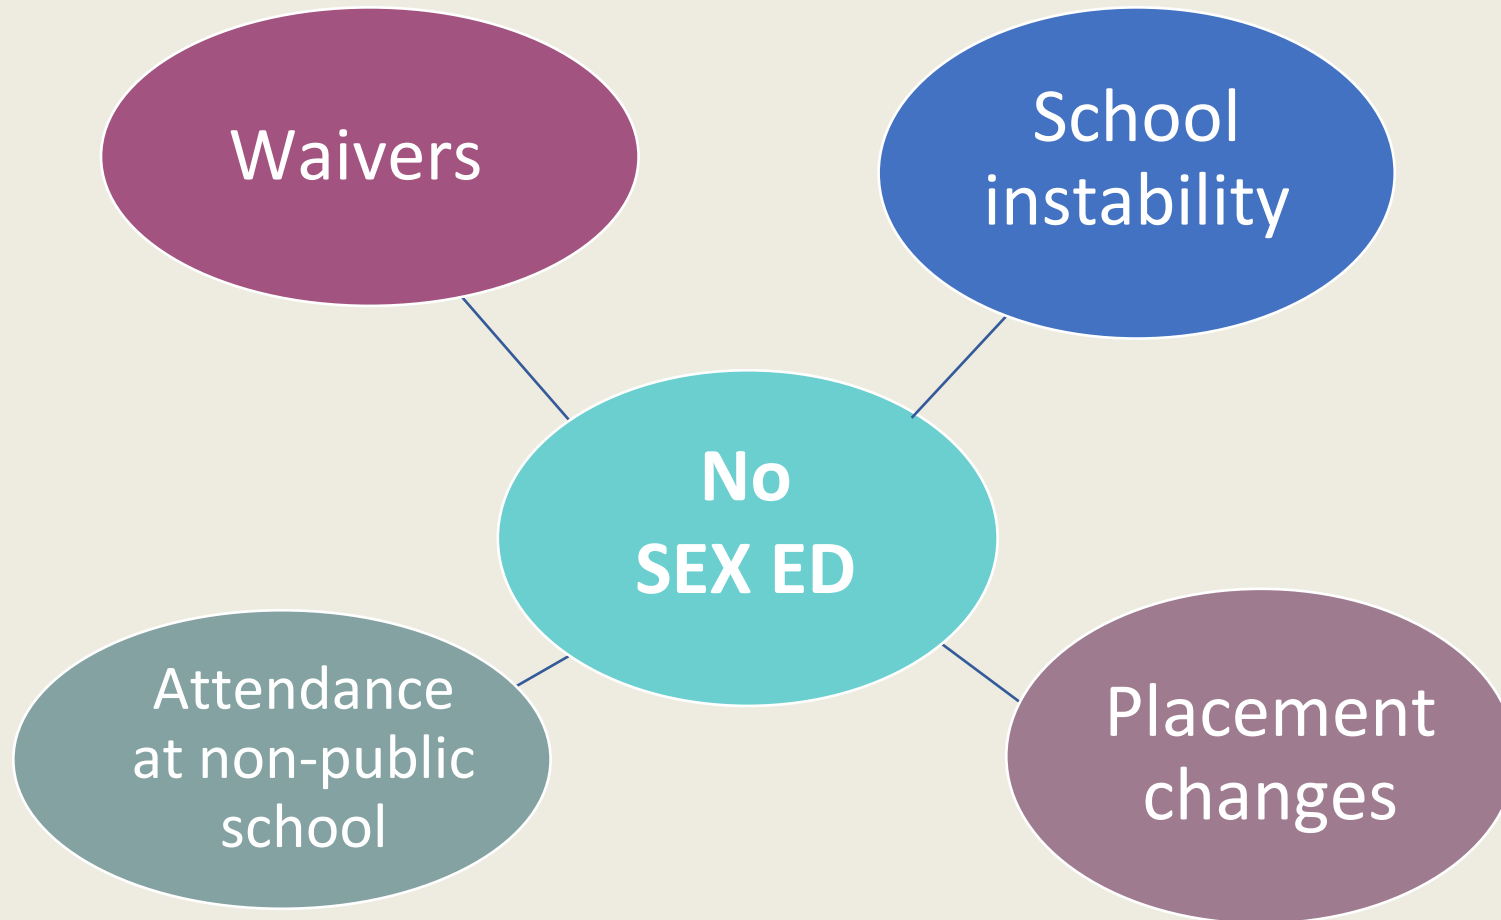 Waivers
School
instability
No
SEX ED
Attendance
at non-public
school
Placement
changes